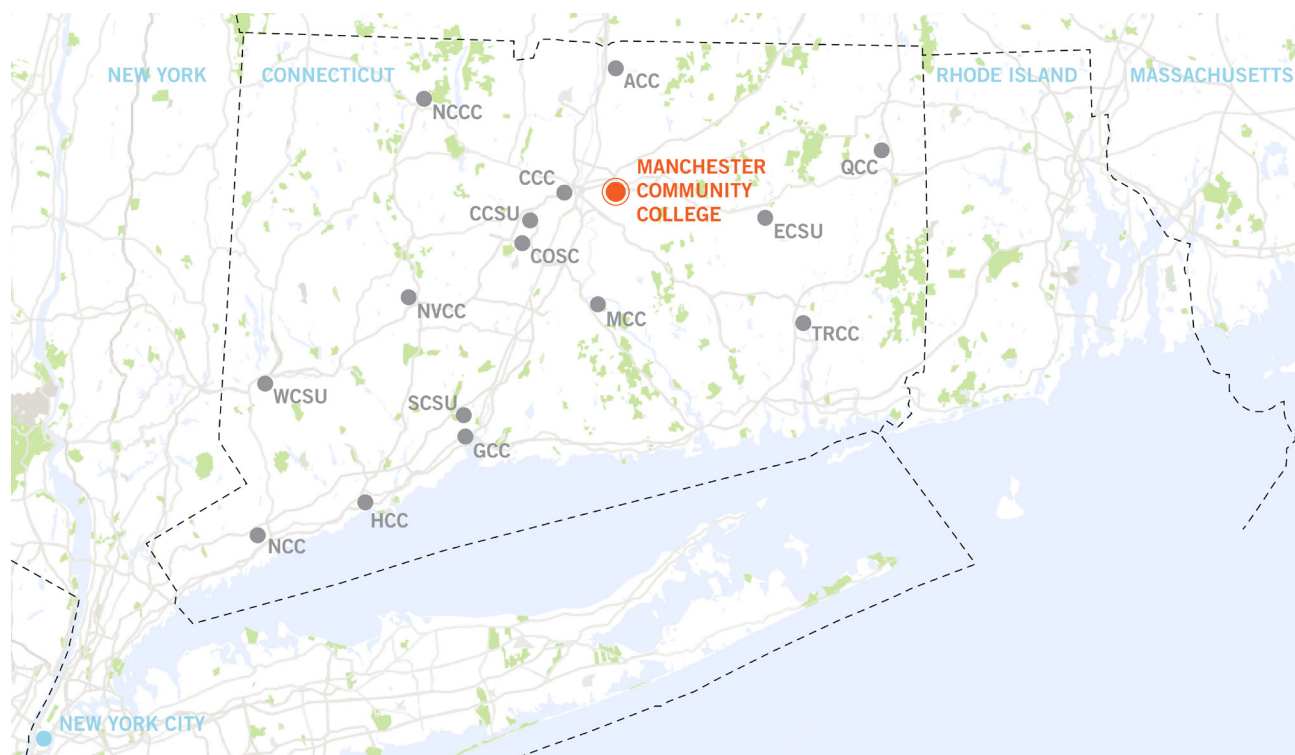 NEW YORK
CONNECTICUT
RHODE ISLAND
MASSACHUSETTS
ACC
NCCC
QCC
MANCHESTER
COMMUNITY
COLLEGE
CCC
CCSU
ECSU
COSC
NVCC
MCC
TRCC
WCSU
SCSU
GCC
HCC
NCC
NEW YORK CITY